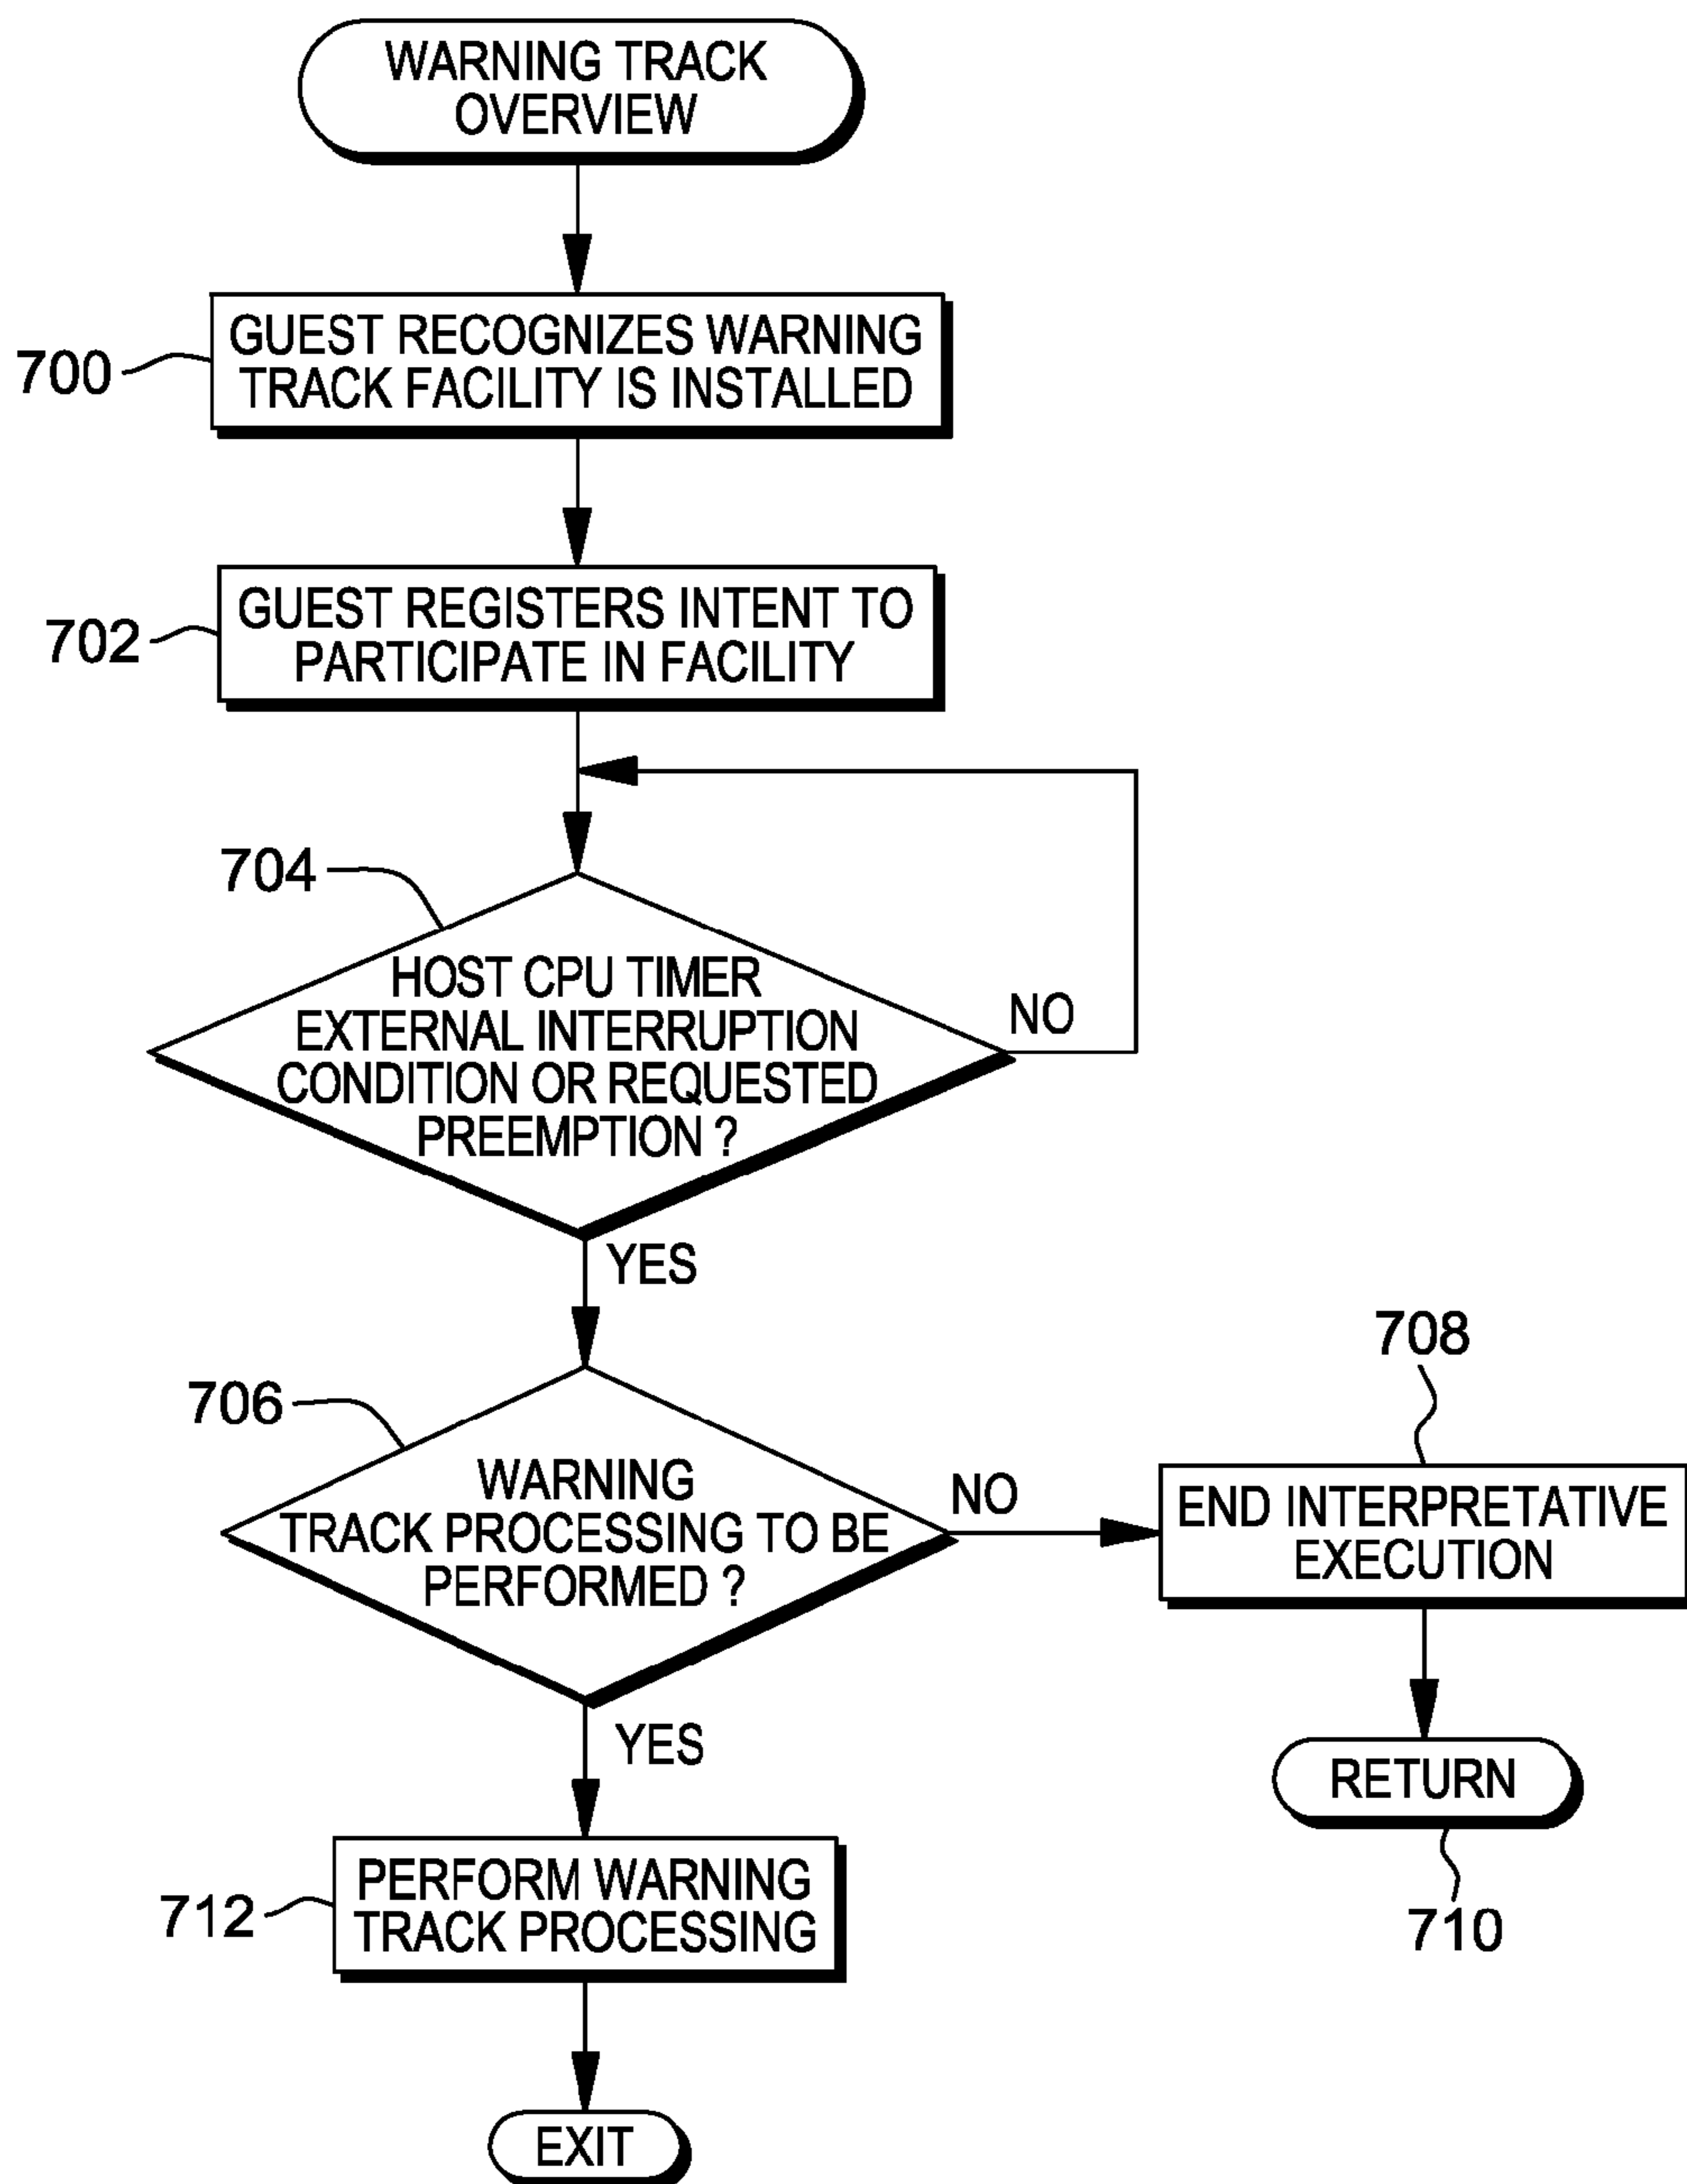 WARNING TRACK
OVERVIEW
700
GUEST RECOGNIZES WARNING
TRACK FACILITY IS INSTALLED
702
GUEST REGISTERS INTENT TO
PARTICIPATE IN FACILITY
704
HOST CPU TIMER
EXTERNAL INTERRUPTION
CONDITION OR REQUESTED
PREEMPTION ?
NO
YES
706
WARNING
TRACK PROCESSING TO BE
PERFORMED ?
NO
708
END INTERPRETATIVE
EXECUTION
RETURN
710
YES
712
PERFORM WARNING
TRACK PROCESSING
EXIT